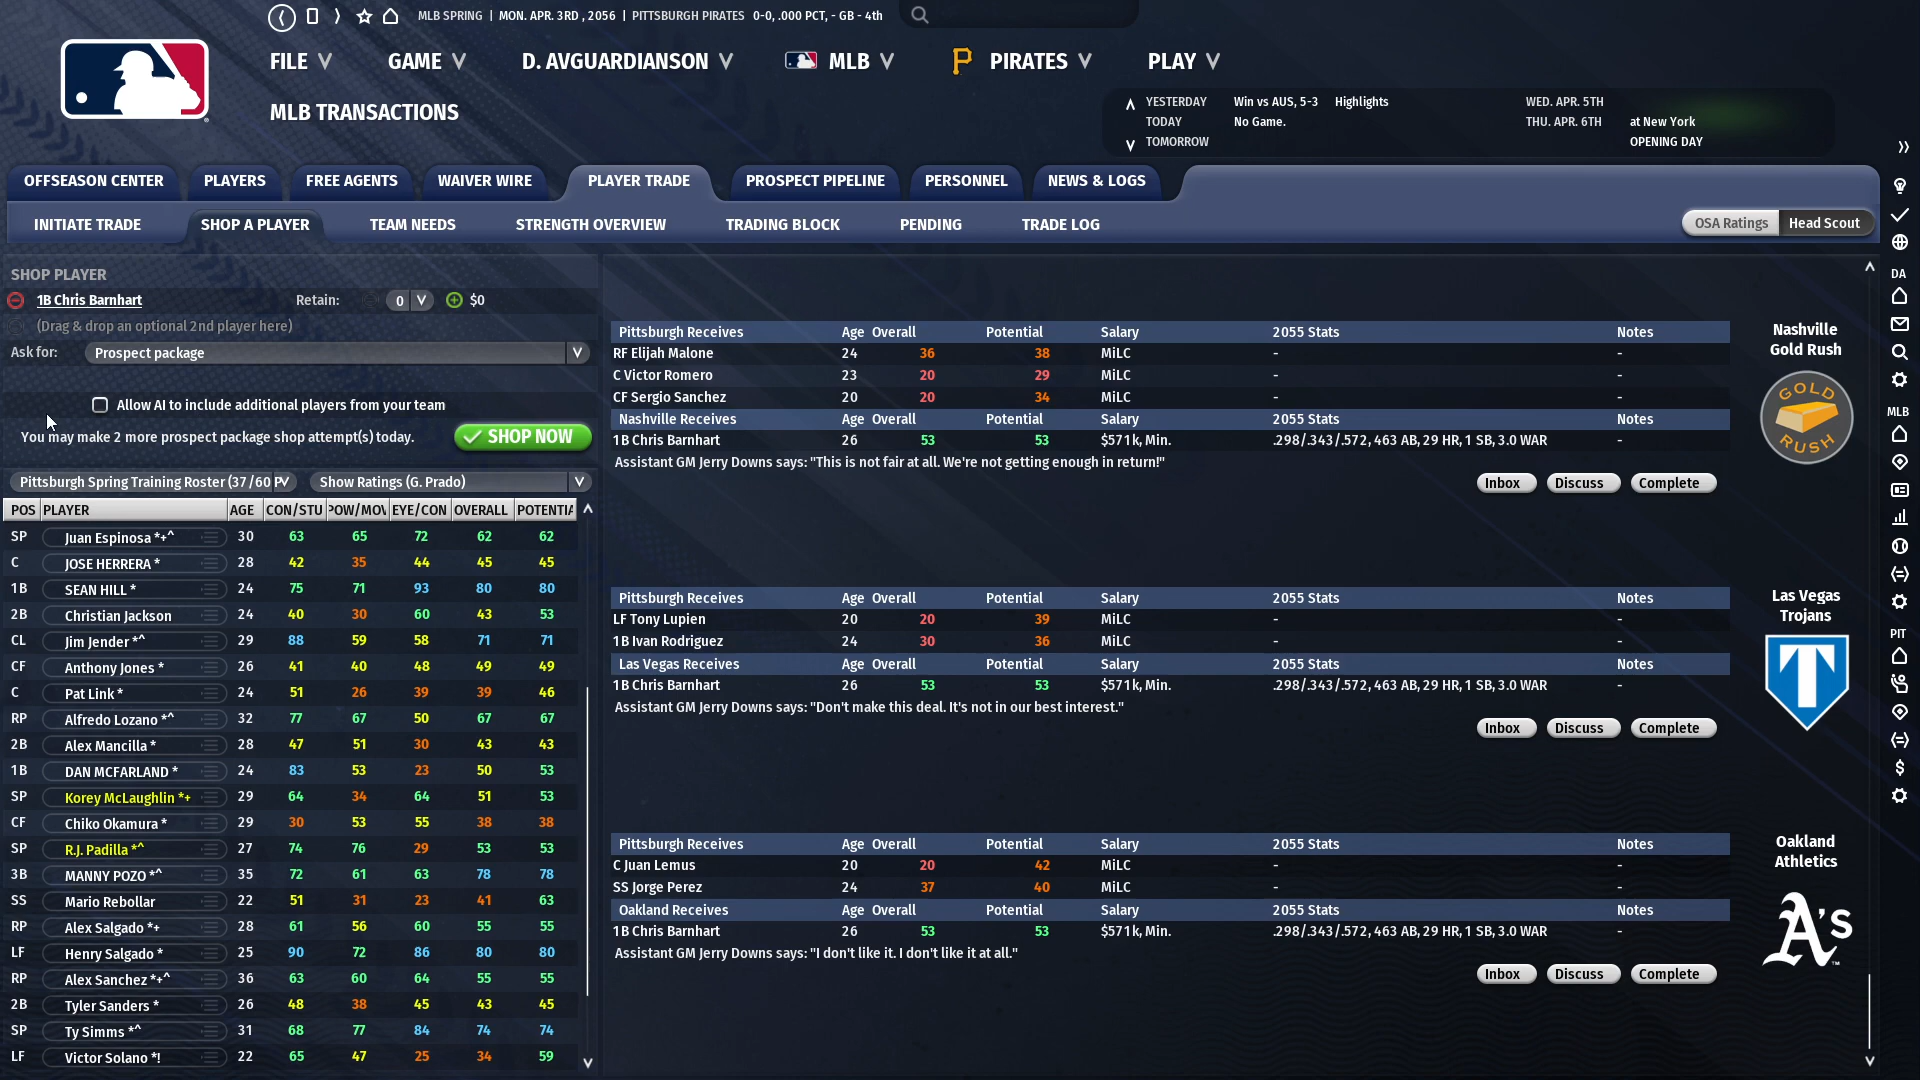 MLB SPRING | MON. APR. 3RD , 2056 | PITTSBURGH PIRATES 0-0, .000 PCT, - GB - 4th
FILE GAME D. AVGUARDIANSON MLB PIRATES PLAY
MLB TRANSACTIONS
YESTERDAY Win vs AUS, 5-3 Highlights WED. APR. 5TH
TODAY No Game. THU. APR. 6TH at New York
TOMORROW OPENING DAY
OFFSEASON CENTER PLAYERS FREE AGENTS WAIVER WIRE PLAYER TRADE PROSPECT PIPELINE PERSONNEL NEWS & LOGS
INITIATE TRADE SHOP A PLAYER TEAM NEEDS STRENGTH OVERVIEW TRADING BLOCK PENDING TRADE LOG OSA Ratings Head Scout
SHOP PLAYER
1B Chris Barnhart Retain: 0 $0
(Drag & drop an optional 2nd player here)
Ask for: Prospect package
Allow AI to include additional players from your team
You may make 2 more prospect package shop attempt(s) today. SHOP NOW
Pittsburgh Spring Training Roster (37/60 P Show Ratings (G. Prado)
POS PLAYER AGE CON/STU POW/MOV EYE/CON OVERALL POTENTIA
SP Juan Espinosa *+^ 30 63 65 72 62 62
C JOSE HERRERA * 28 42 35 44 45 45
1B SEAN HILL * 24 75 71 93 80 80
2B Christian Jackson 24 40 30 60 43 53
CL Jim Jender *^ 29 88 59 58 71 71
CF Anthony Jones * 26 41 40 48 49 49
C Pat Link * 24 51 26 39 39 46
RP Alfredo Lozano *^ 32 77 67 50 67 67
2B Alex Mancilla * 28 47 51 30 43 43
1B DAN MCFARLAND * 24 83 53 23 50 53
SP Korey McLaughlin *+ 29 64 34 64 51 53
CF Chiko Okamura * 29 30 53 55 38 38
SP R.J. Padilla *^ 27 74 76 29 53 53
3B MANNY POZO *^ 35 72 61 63 78 78
SS Mario Rebollar 22 51 31 23 41 63
RP Alex Salgado *+ 28 61 56 60 55 55
LF Henry Salgado * 25 90 72 86 80 80
RP Alex Sanchez *+^ 36 63 60 64 55 55
2B Tyler Sanders * 26 48 38 45 43 45
SP Ty Simms *^ 31 68 77 84 74 74
LF Victor Solano *! 22 65 47 25 34 59
Pittsburgh Receives Age Overall Potential Salary 2055 Stats Notes
RF Elijah Malone 24 36 38 MiLC - -
C Victor Romero 23 20 29 MiLC - -
CF Sergio Sanchez 20 20 34 MiLC - -
Nashville Receives Age Overall Potential Salary 2055 Stats Notes
1B Chris Barnhart 26 53 53 $571k, Min. .298/.343/.572, 463 AB, 29 HR, 1 SB, 3.0 WAR -
Assistant GM Jerry Downs says: "This is not fair at all. We're not getting enough in return!"
Inbox Discuss Complete
Nashville
Gold Rush
GOLD
RUSH
Pittsburgh Receives Age Overall Potential Salary 2055 Stats Notes
LF Tony Lupien 20 20 39 MiLC - -
1B Ivan Rodriguez 24 30 36 MiLC - -
Las Vegas Receives Age Overall Potential Salary 2055 Stats Notes
1B Chris Barnhart 26 53 53 $571k, Min. .298/.343/.572, 463 AB, 29 HR, 1 SB, 3.0 WAR -
Assistant GM Jerry Downs says: "Don't make this deal. It's not in our best interest."
Inbox Discuss Complete
Las Vegas
Trojans
T
Pittsburgh Receives Age Overall Potential Salary 2055 Stats Notes
C Juan Lemus 20 20 42 MiLC - -
SS Jorge Perez 24 37 40 MiLC - -
Oakland Receives Age Overall Potential Salary 2055 Stats Notes
1B Chris Barnhart 26 53 53 $571k, Min. .298/.343/.572, 463 AB, 29 HR, 1 SB, 3.0 WAR -
Assistant GM Jerry Downs says: "I don't like it. I don't like it at all."
Inbox Discuss Complete
Oakland
Athletics
A's
DA
MLB
PIT
$